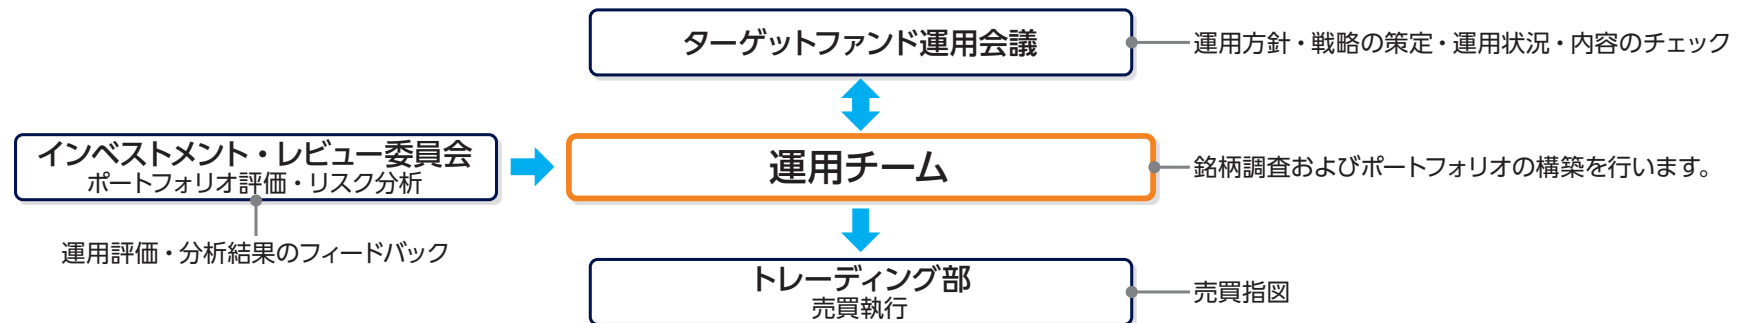 ターゲットファンド運用会議
運用方針・戦略の策定・運用状況・内容のチェック
インベストメント・レビュー委員会
ポートフォリオ評価・リスク分析
運用評価・分析結果のフィードバック
運用チーム
銘柄調査およびポートフォリオの構築を行います。
トレーディング部
売買執行
売買指図